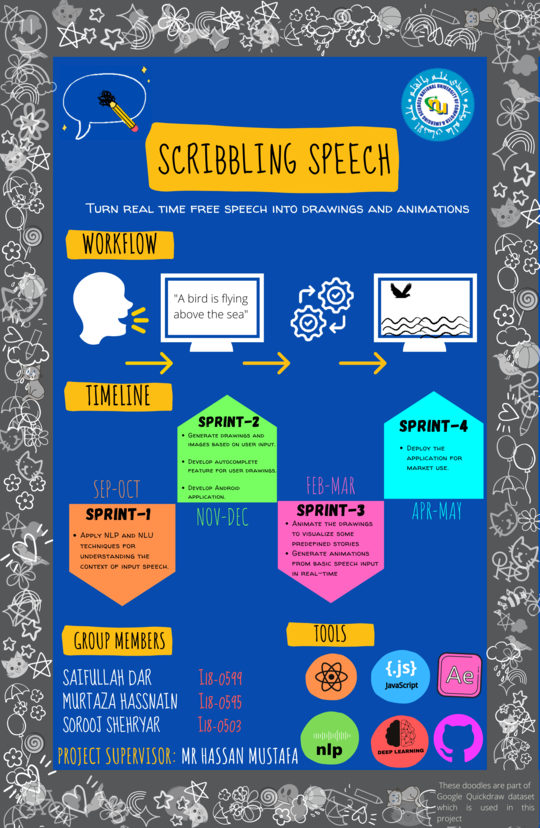 SCRIBBLING SPEECH
TURN REAL TIME FREE SPEECH INTO DRAWINGS AND ANIMATIONS
WORKFLOW
"A bird is flying
above the sea"
TIMELINE
SEP-OCT
SPRINT-1
• APPLY NLP AND NLU
TECHNIQUES FOR
UNDERSTANDING THE
CONTEXT OF INPUT SPEECH.
SPRINT-2
• GENERATE DRAWINGS AND
IMAGES BASED ON USER INPUT.
• DEVELOP AUTOCOMPLETE
FEATURE FOR USER DRAWINGS.
• DEVELOP ANDROID
APPLICATION.
NOV-DEC
FEB-MAR
SPRINT-3
• ANIMATE THE DRAWINGS
TO VISUALIZE SOME
PREDEFINED STORIES
• GENERATE ANIMATIONS
FROM BASIC SPEECH INPUT
IN REAL-TIME
SPRINT-4
• DEPLOY THE
APPLICATION FOR
MARKET USE.
APR-MAY
GROUP MEMBERS
SAIFULLAH DAR I18-0599
MURTAZA HASSNAIN I18-0595
SOROOJ SHEHRYAR I18-0503
PROJECT SUPERVISOR: MR HASSAN MUSTAFA
TOOLS
{.js}
JavaScript
Ae
nlp
DEEP LEARNING
These doodles are part of
Google Quickdraw dataset
which is used in this
project